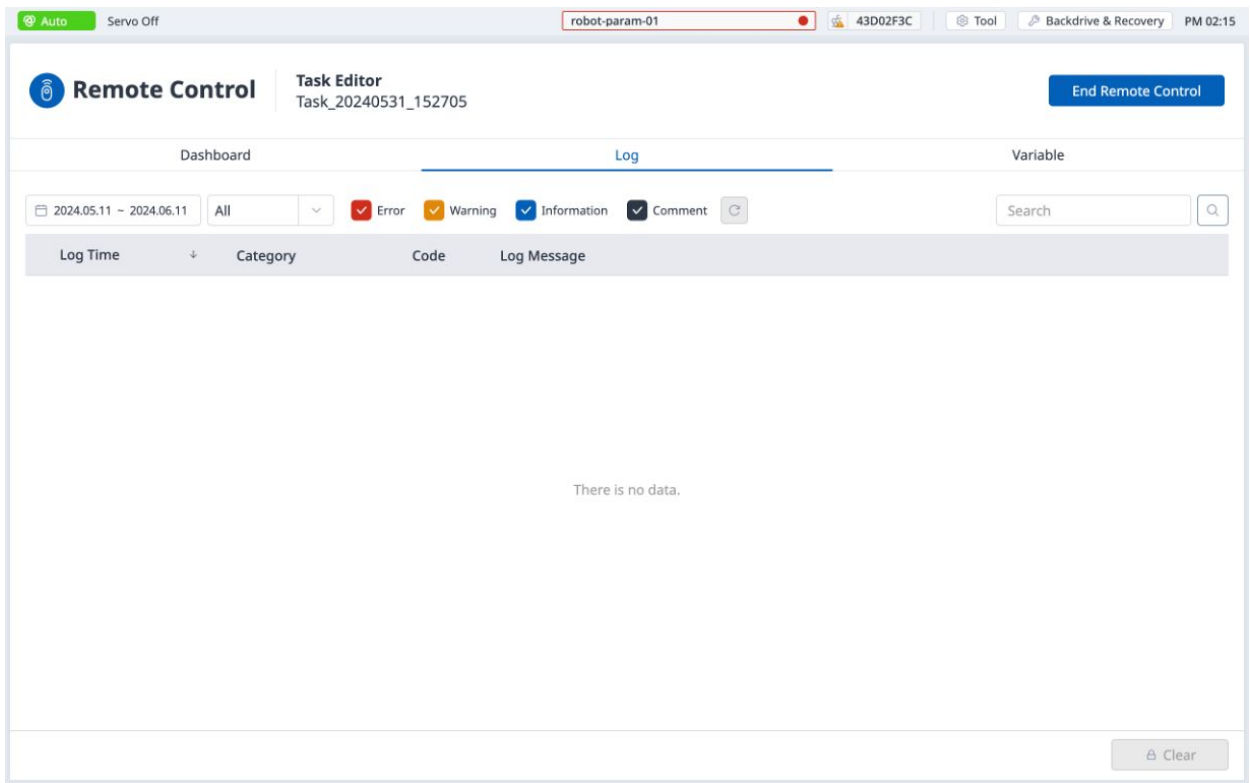 Auto Servo Off robot-param-01 43D02F3C Tool Backdrive & Recovery PM 02:15
Remote Control
Task Editor
Task_20240531_152705
End Remote Control
Dashboard Log Variable
2024.05.11 ~ 2024.06.11 All Error Warning Information Comment Search
Log Time Category Code Log Message
There is no data.
Clear